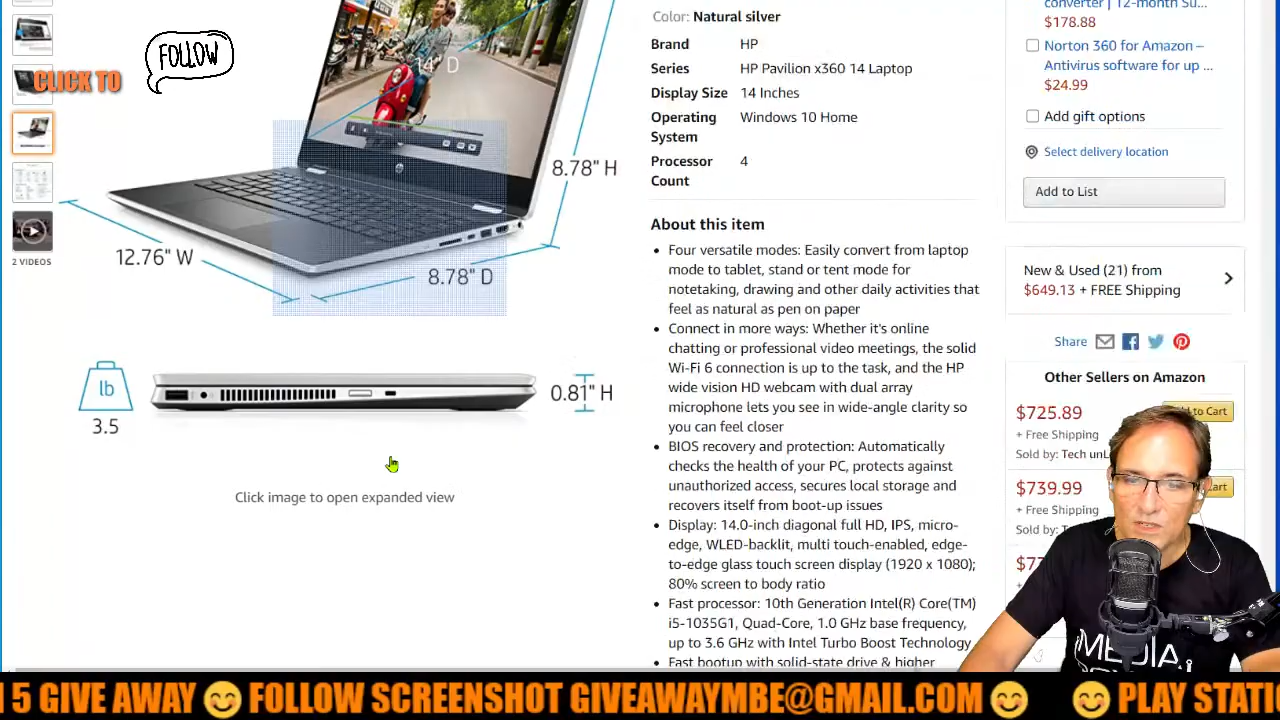 CLICK TO
FOLLOW
2 VIDEOS
14" D
8.78" H
12.76" W
8.78" D
lb
3.5
0.81" H
Click image to open expanded view
Color: Natural silver
Brand HP
Series HP Pavilion x360 14 Laptop
Display Size 14 Inches
Operating System Windows 10 Home
Processor Count 4
About this item
Four versatile modes: Easily convert from laptop
mode to tablet, stand or tent mode for
notetaking, drawing and other daily activities that
feel as natural as pen on paper
Connect in more ways: Whether it's online
chatting or professional video meetings, the solid
Wi-Fi 6 connection is up to the task, and the HP
wide vision HD webcam with dual array
microphone lets you see in wide-angle clarity so
you can feel closer
BIOS recovery and protection: Automatically
checks the health of your PC, protects against
unauthorized access, secures local storage and
recovers itself from boot-up issues
Display: 14.0-inch diagonal full HD, IPS, micro-
edge, WLED-backlit, multi touch-enabled, edge-
to-edge glass touch screen display (1920 x 1080);
80% screen to body ratio
Fast processor: 10th Generation Intel(R) Core(TM)
i5-1035G1, Quad-Core, 1.0 GHz base frequency,
up to 3.6 GHz with Intel Turbo Boost Technology
Fast bootup with solid-state drive & higher
converter | 12-month Su...
$178.88
Norton 360 for Amazon –
Antivirus software for up ...
$24.99
Add gift options
Select delivery location
Add to List
New & Used (21) from
$649.13 + FREE Shipping
Share
Other Sellers on Amazon
$725.89
to Cart
+ Free Shipping
Sold by: Tech
$739.99
Cart
+ Free Shipping
Sold by:
5 GIVE AWAY 😊 FOLLOW SCREENSHOT GIVEAWAYMBE@GMAIL.COM 😊 😊 PLAY